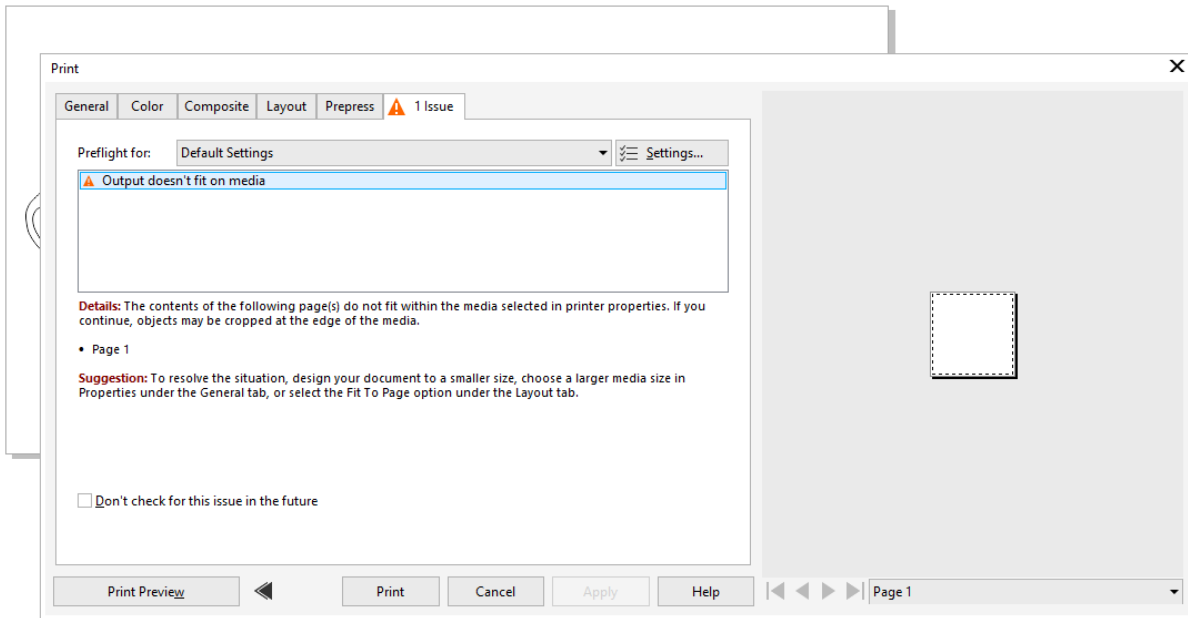 Print
General Color Composite Layout Prepress 1 Issue
Preflight for: Default Settings Settings...
Output doesn't fit on media
Details: The contents of the following page(s) do not fit within the media selected in printer properties. If you
continue, objects may be cropped at the edge of the media.
• Page 1
Suggestion: To resolve the situation, design your document to a smaller size, choose a larger media size in
Properties under the General tab, or select the Fit To Page option under the Layout tab.
Don't check for this issue in the future
Print Preview Print Cancel Apply Help Page 1